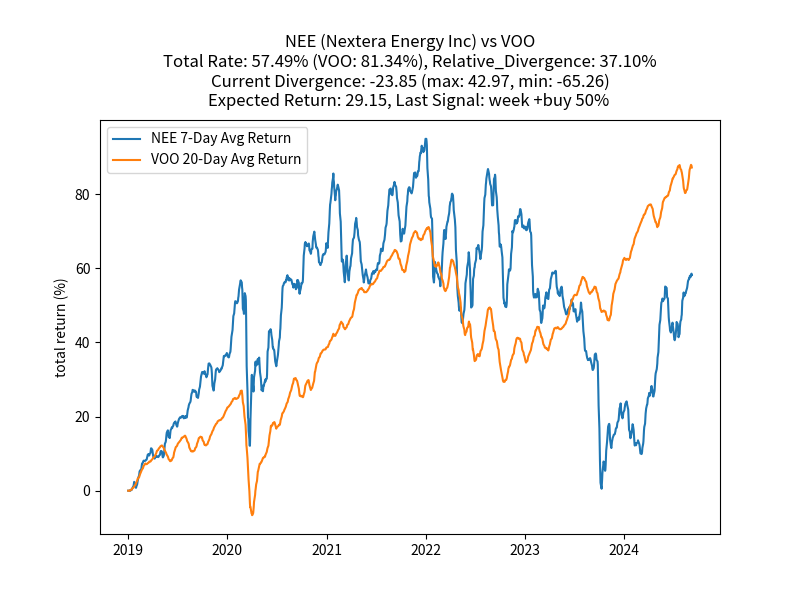 NEE (Nextera Energy Inc) vs VOO
Total Rate: 57.49% (VOO: 81.34%), Relative_Divergence: 37.10%
Current Divergence: -23.85 (max: 42.97, min: -65.26)
Expected Return: 29.15, Last Signal: week +buy 50%
NEE 7-Day Avg Return
VOO 20-Day Avg Return
total return (%)
80
60
40
20
0
2019 2020 2021 2022 2023 2024